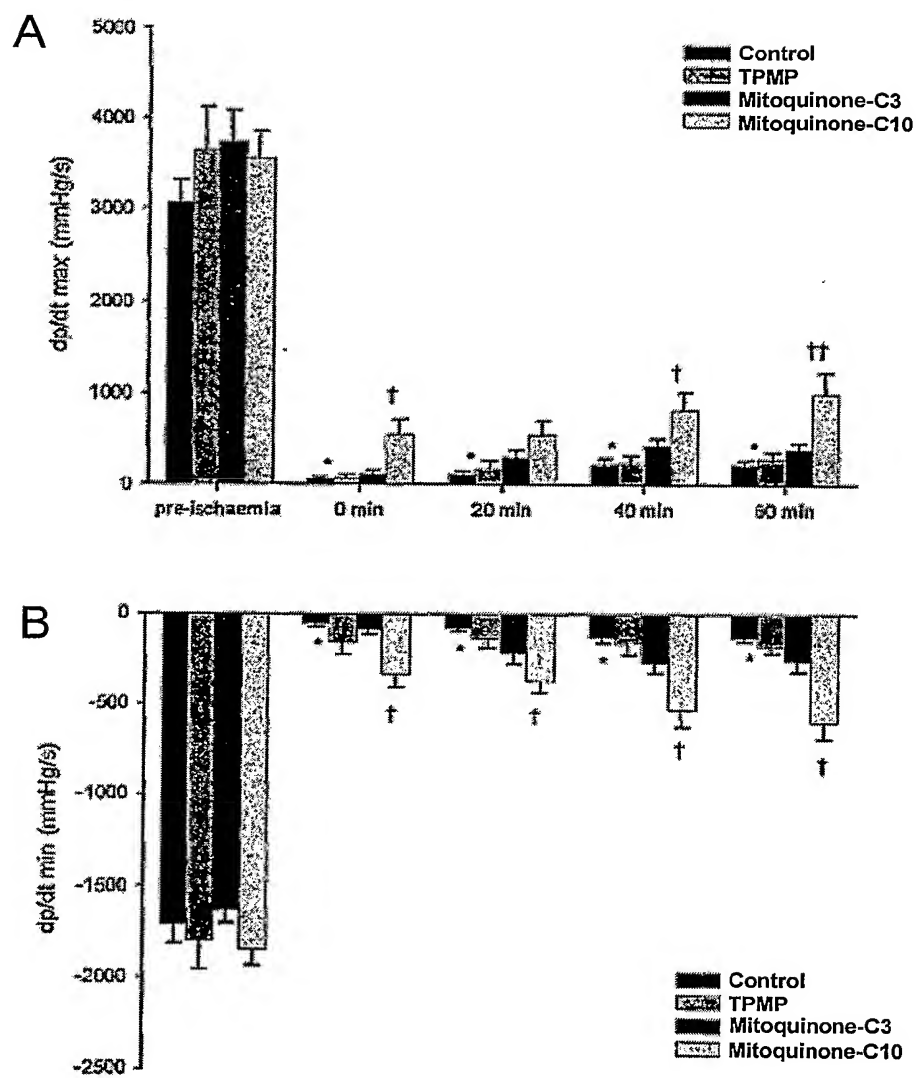 A
5000
4000
3000
2000
1000
0
dp/dt max (mmHg/s)
Control
TPMP
Mitoquinone-C3
Mitoquinone-C10
* † * * † * ††
pre-ischaemia 0 min 20 min 40 min 60 min
B
0
-500
-1000
-1500
-2000
-2500
dp/dt min (mmHg/s)
* † * † * † * †
Control
TPMP
Mitoquinone-C3
Mitoquinone-C10